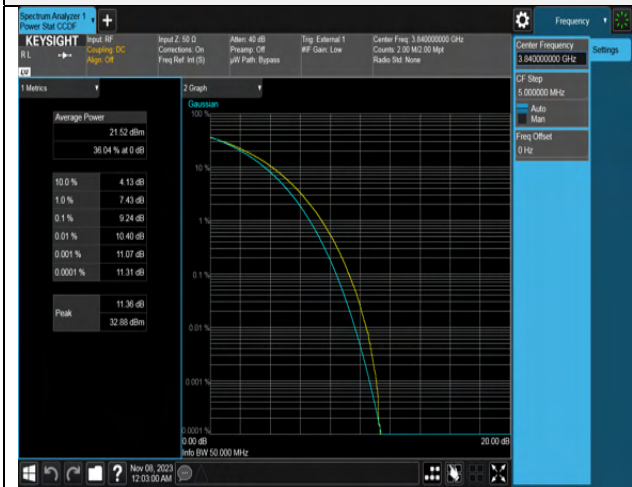 Spectrum Analyzer 1
Power Stat CCDF
Frequency
KEYSIGHT
RL
LVI
Input: RF
Coupling: DC
Align: Off
Input Z: 50 Ω
Corrections: On
Freq Ref: Int (S)
Atten: 40 dB
Preamp: Off
µW Path: Bypass
Trig: External 1
#IF Gain: Low
Center Freq: 3.840000000 GHz
Counts: 2.00 M/2.00 Mpt
Radio Std: None
Center Frequency
3.840000000 GHz
Settings
CF Step
5.000000 MHz
Auto
Man
Freq Offset
0 Hz
1 Metrics
Average Power
21.52 dBm
36.04 % at 0 dB
10.0 % 4.13 dB
1.0 % 7.43 dB
0.1 % 9.24 dB
0.01 % 10.40 dB
0.001 % 11.07 dB
0.0001 % 11.31 dB
Peak
11.36 dB
32.88 dBm
2 Graph
Gaussian
100 %
10 %
1 %
0.1 %
0.01 %
0.001 %
0.0001 %
0.00 dB
20.00 dB
Info BW 50.000 MHz
Nov 08, 2023
12:03:00 AM